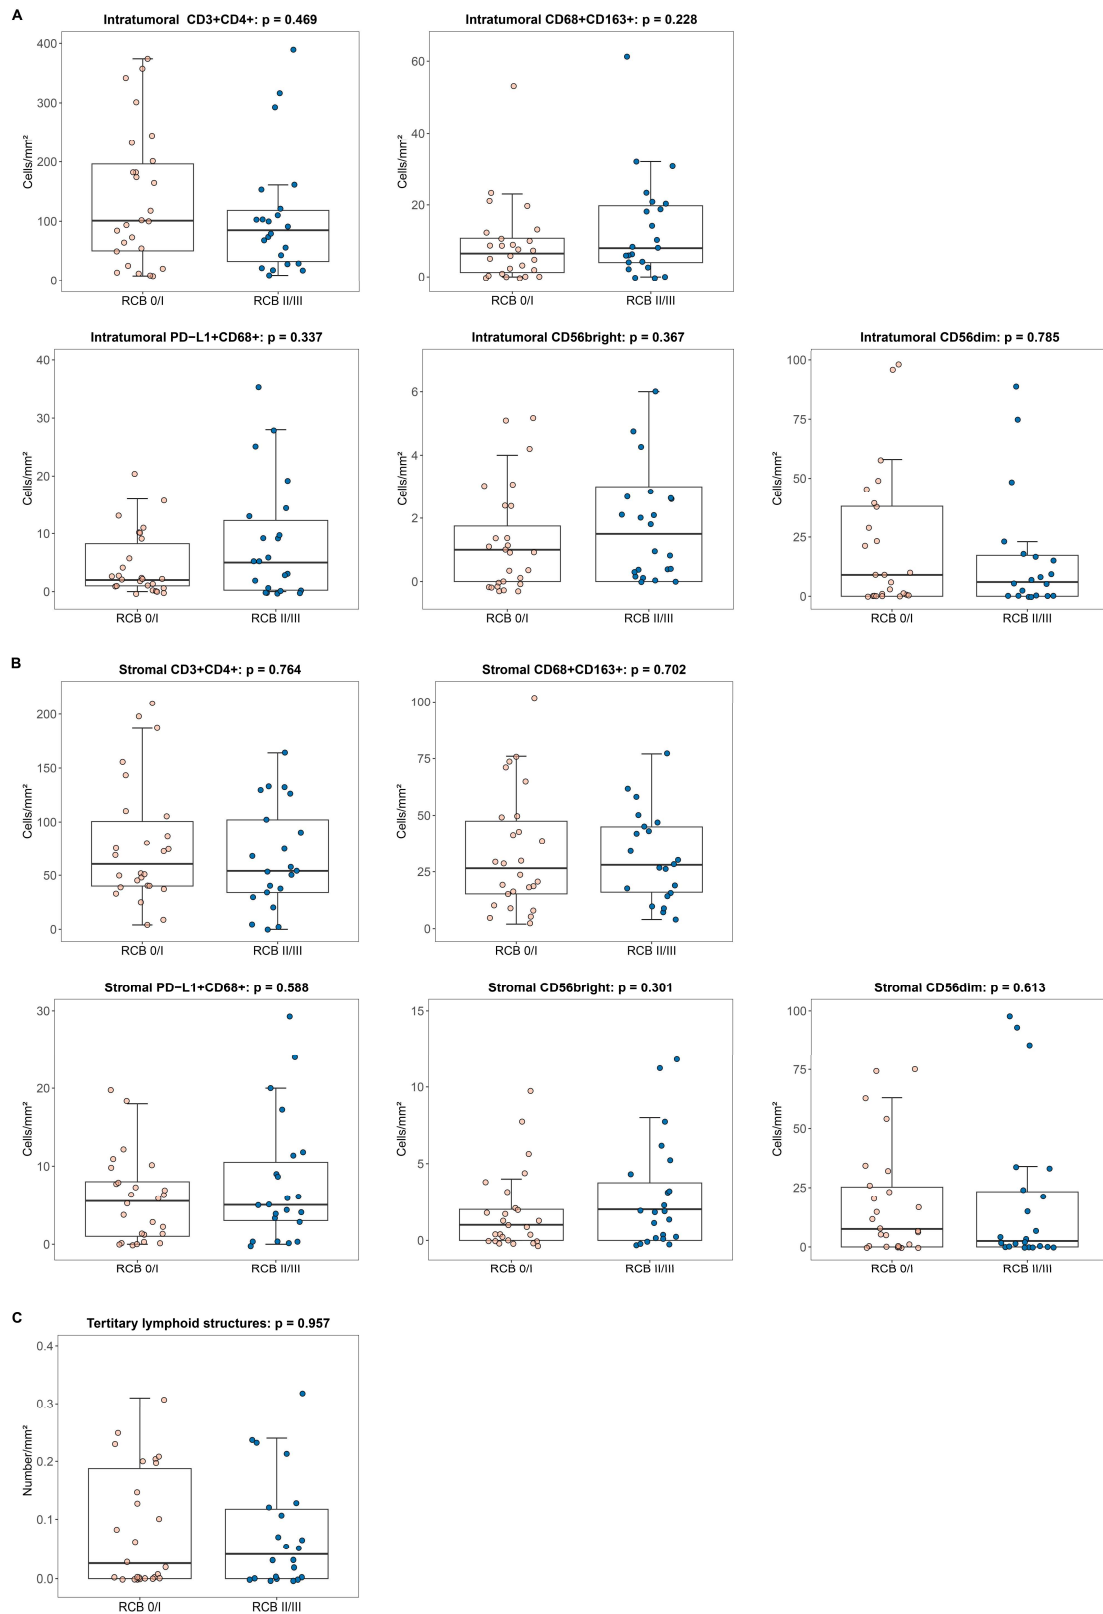 A
Intratumoral CD3+CD4+: p = 0.469
Cells/mm²
400
300
200
100
0
RCB 0/I
RCB II/III
Intratumoral CD68+CD163+: p = 0.228
Cells/mm²
60
40
20
0
RCB 0/I
RCB II/III
Intratumoral PD−L1+CD68+: p = 0.337
Cells/mm²
40
30
20
10
0
RCB 0/I
RCB II/III
Intratumoral CD56bright: p = 0.367
Cells/mm²
6
4
2
0
RCB 0/I
RCB II/III
Intratumoral CD56dim: p = 0.785
Cells/mm²
100
75
50
25
0
RCB 0/I
RCB II/III
B
Stromal CD3+CD4+: p = 0.764
Cells/mm²
200
150
100
50
0
RCB 0/I
RCB II/III
Stromal CD68+CD163+: p = 0.702
Cells/mm²
100
75
50
25
0
RCB 0/I
RCB II/III
Stromal PD−L1+CD68+: p = 0.588
Cells/mm²
30
20
10
0
RCB 0/I
RCB II/III
Stromal CD56bright: p = 0.301
Cells/mm²
15
10
5
0
RCB 0/I
RCB II/III
Stromal CD56dim: p = 0.613
Cells/mm²
100
75
50
25
0
RCB 0/I
RCB II/III
C
Tertitary lymphoid structures: p = 0.957
Number/mm²
0.4
0.3
0.2
0.1
0.0
RCB 0/I
RCB II/III